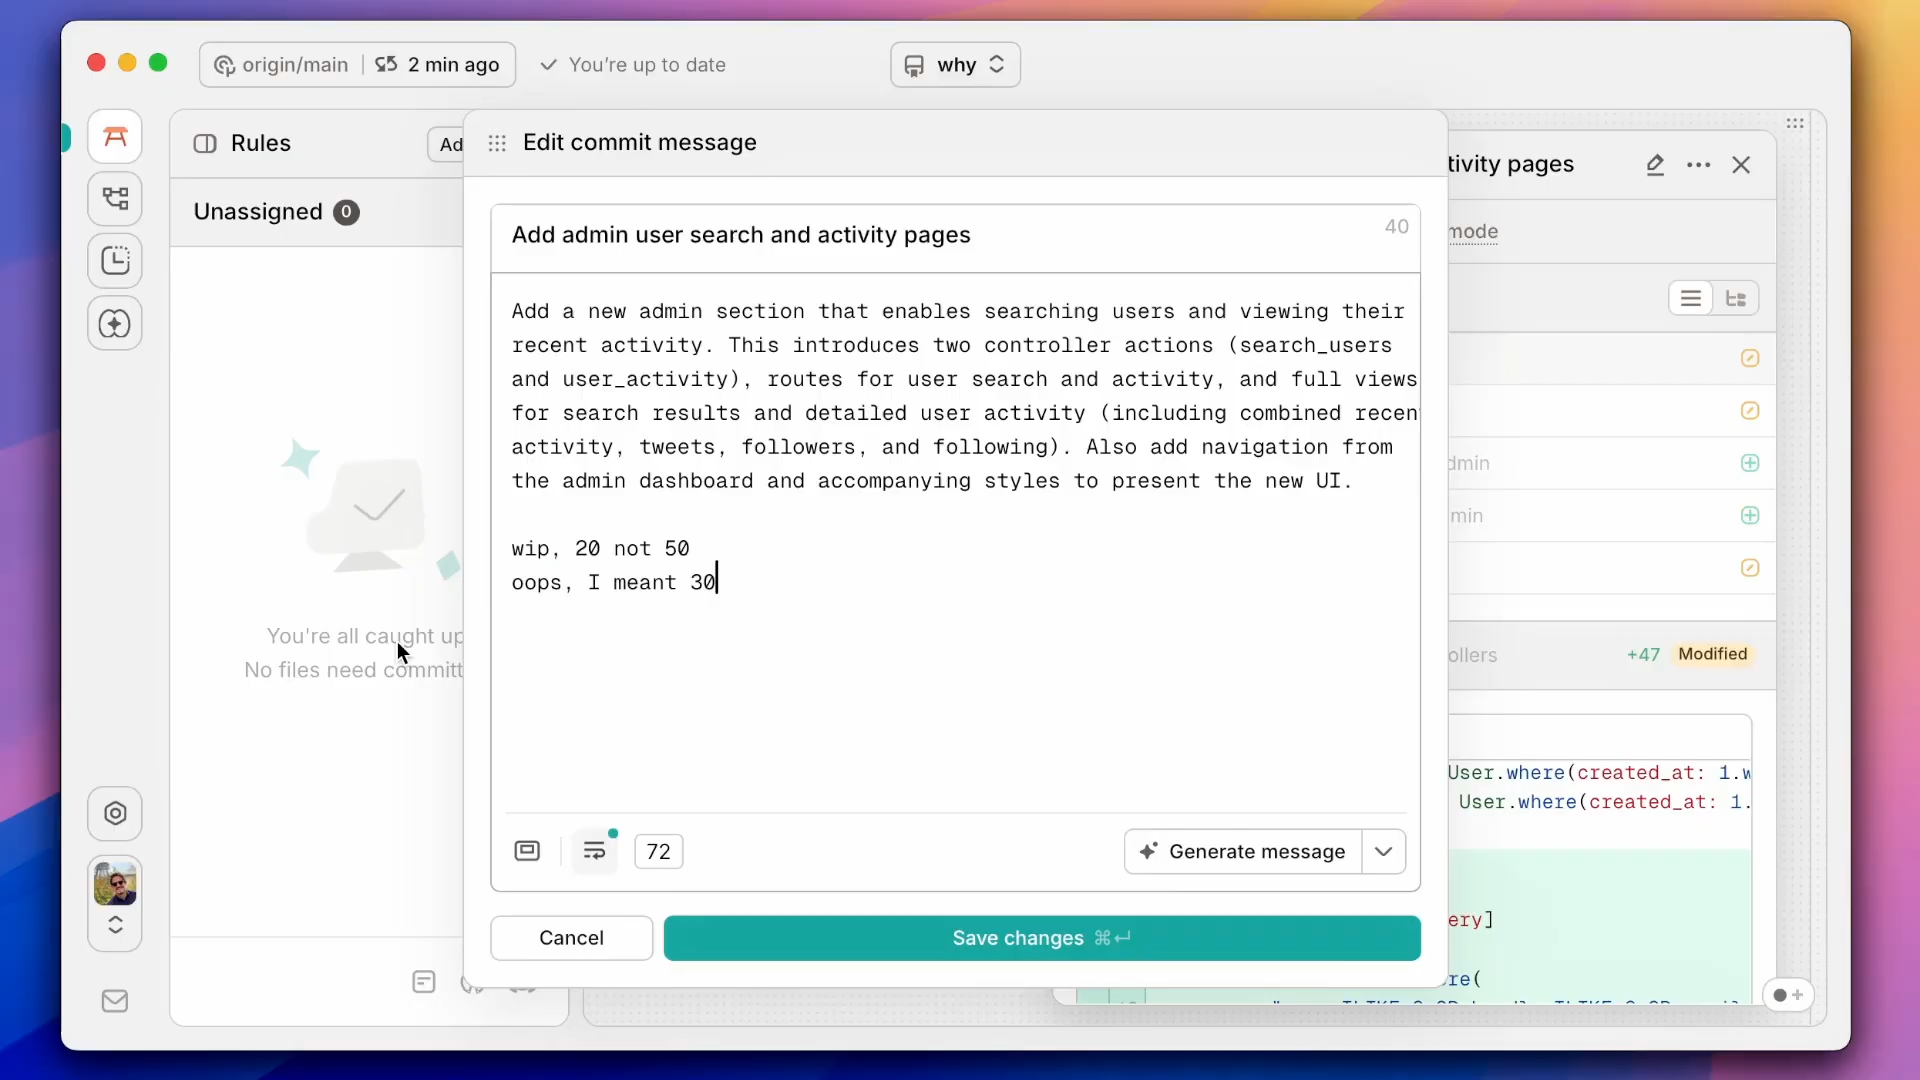 origin/main
2 min ago
You're up to date
why
Rules
Ad
Unassigned 0
You're all caught up
No files need committ
Edit commit message
Add admin user search and activity pages
40
Add a new admin section that enables searching users and viewing their
recent activity. This introduces two controller actions (search_users
and user_activity), routes for user search and activity, and full views
for search results and detailed user activity (including combined recen
activity, tweets, followers, and following). Also add navigation from
the admin dashboard and accompanying styles to present the new UI.
wip, 20 not 50
oops, I meant 30
72
Generate message
Cancel
Save changes ⌘↵
tivity pages
mode
dmin
min
ollers
+47 Modified
User.where(created_at: 1.w
User.where(created_at: 1.
ery]
re(